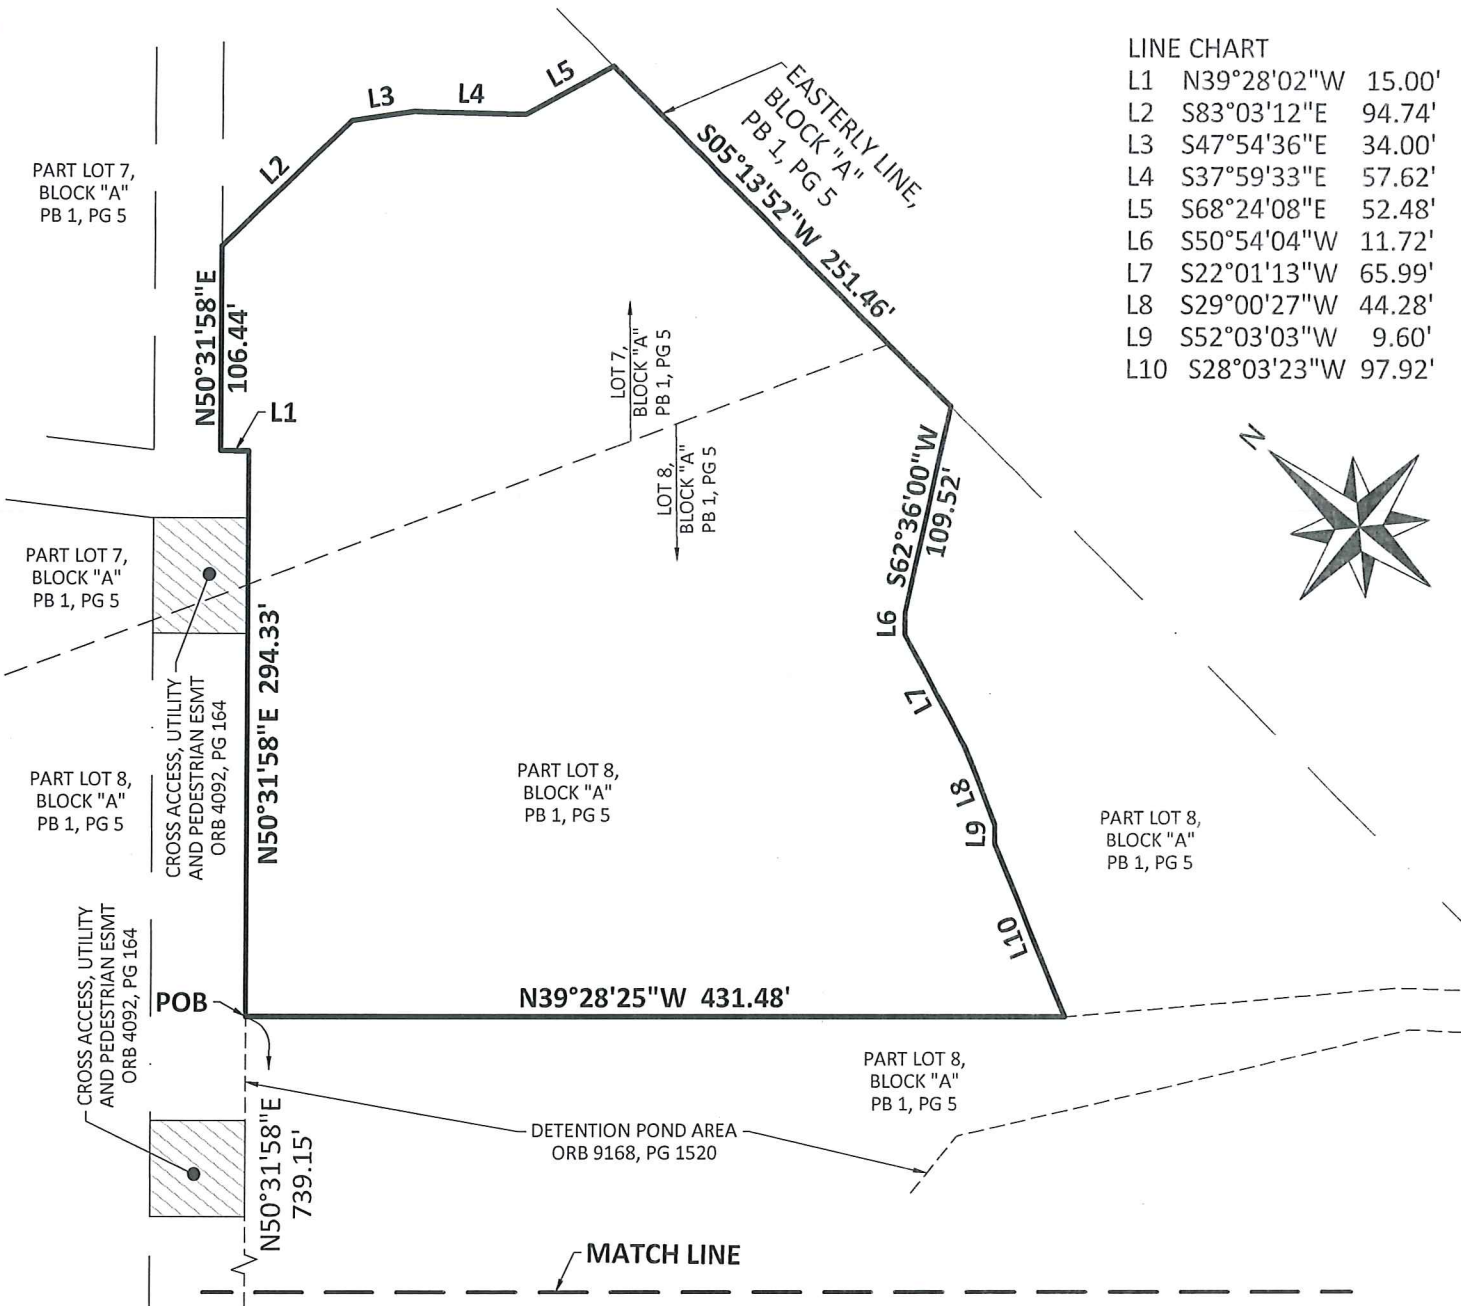 LINE CHART
L1 N39°28'02"W 15.00'
L2 S83°03'12"E 94.74'
L3 S47°54'36"E 34.00'
L4 S37°59'33"E 57.62'
L5 S68°24'08"E 52.48'
L6 S50°54'04"W 11.72'
L7 S22°01'13"W 65.99'
L8 S29°00'27"W 44.28'
L9 S52°03'03"W 9.60'
L10 S28°03'23"W 97.92'
N
L2
L3
L4
L5
EASTERLY LINE,
BLOCK "A"
PB 1, PG 5
S05°13'52"W 251.46'
PART LOT 7,
BLOCK "A"
PB 1, PG 5
N50°31'58"E
106.44'
L1
LOT 7,
BLOCK "A"
PB 1, PG 5
LOT 8,
BLOCK "A"
PB 1, PG 5
S62°36'00"W
109.52'
L6
L7
L8
L9
L10
PART LOT 7,
BLOCK "A"
PB 1, PG 5
N50°31'58"E 294.33'
CROSS ACCESS, UTILITY
AND PEDESTRIAN ESMT
ORB 4092, PG 164
PART LOT 8,
BLOCK "A"
PB 1, PG 5
PART LOT 8,
BLOCK "A"
PB 1, PG 5
PART LOT 8,
BLOCK "A"
PB 1, PG 5
CROSS ACCESS, UTILITY
AND PEDESTRIAN ESMT
ORB 4092, PG 164
POB
N39°28'25"W 431.48'
PART LOT 8,
BLOCK "A"
PB 1, PG 5
N50°31'58"E
739.15'
DETENTION POND AREA
ORB 9168, PG 1520
MATCH LINE